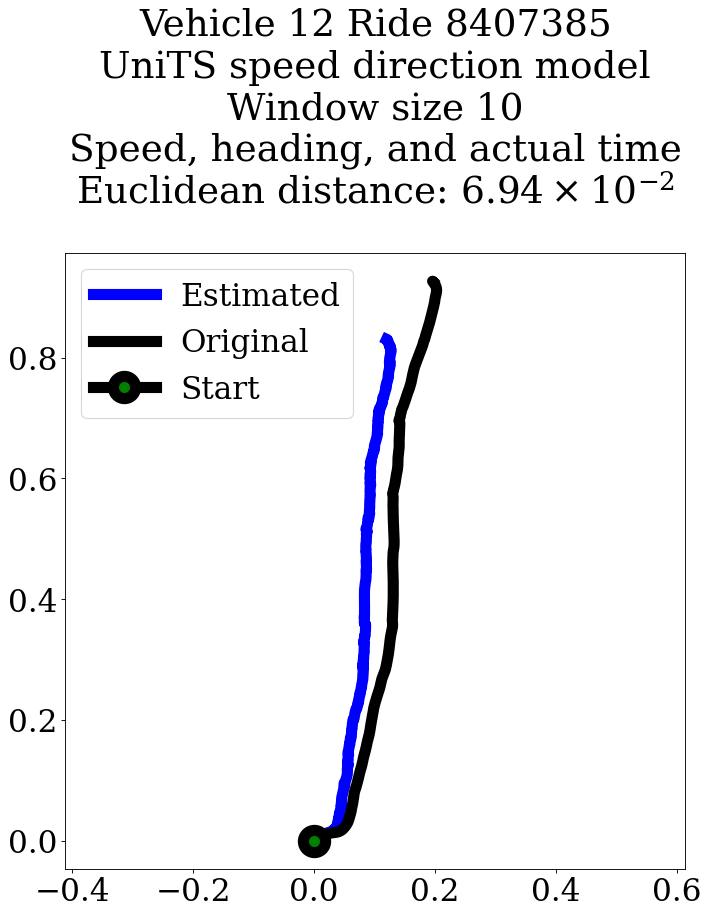 Vehicle 12 Ride 8407385
UniTS speed direction model
Window size 10
Speed, heading, and actual time
Euclidean distance: 6.94 × 10⁻²
Estimated
Original
Start
0.8
0.6
0.4
0.2
0.0
−0.4 −0.2 0.0 0.2 0.4 0.6